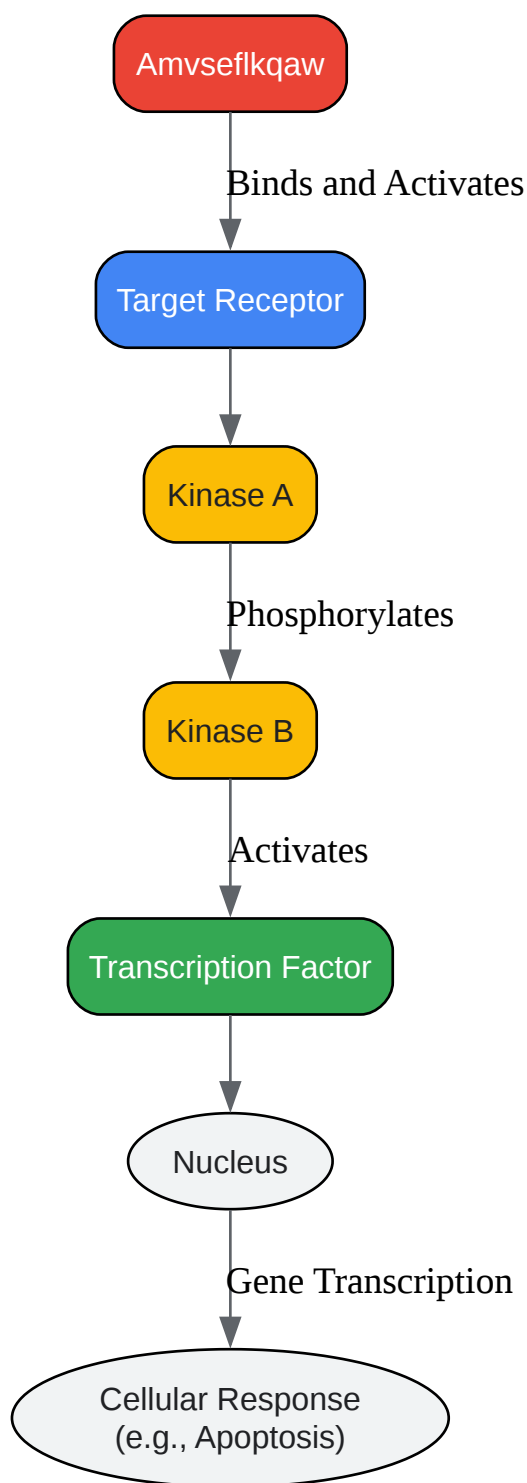 Amvseflkqaw
Binds and Activates
Target Receptor
Kinase A
Phosphorylates
Kinase B
Activates
Transcription Factor
Nucleus
Gene Transcription
Cellular Response
(e.g., Apoptosis)